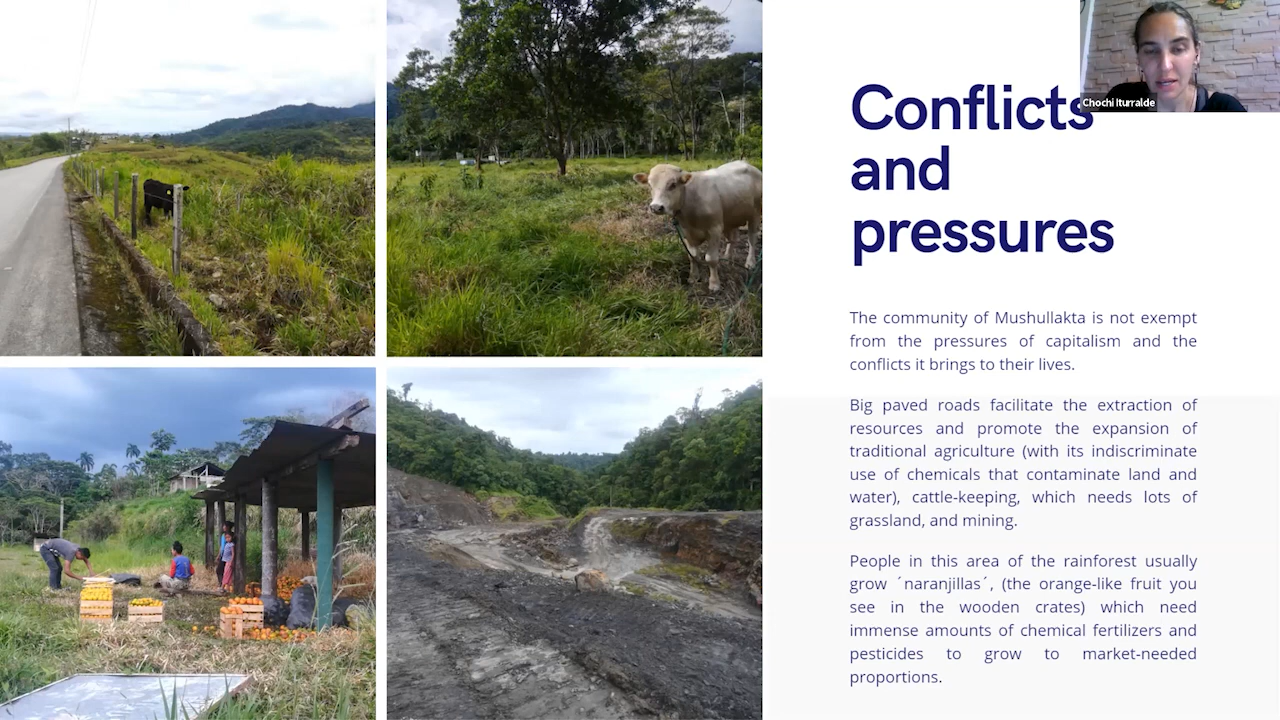 Chochi Iturralde
Conflicts
and
pressures
The community of Mushullakta is not exempt
from the pressures of capitalism and the
conflicts it brings to their lives.
Big paved roads facilitate the extraction of
resources and promote the expansion of
traditional agriculture (with its indiscriminate
use of chemicals that contaminate land and
water), cattle-keeping, which needs lots of
grassland, and mining.
People in this area of the rainforest usually
grow ´naranjillas´, (the orange-like fruit you
see in the wooden crates) which need
immense amounts of chemical fertilizers and
pesticides to grow to market-needed
proportions.